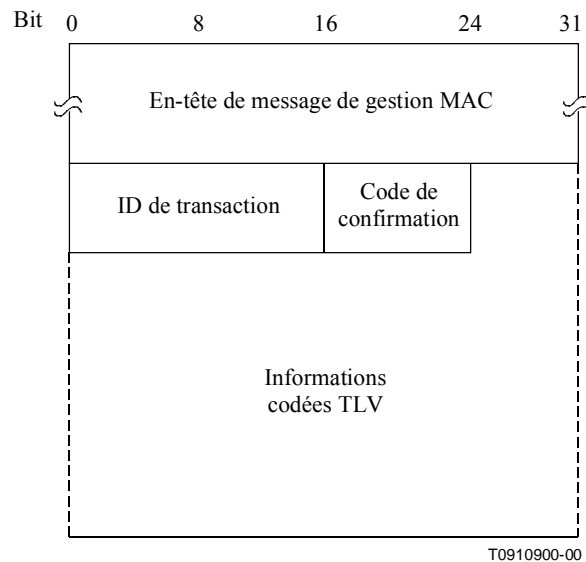 Bit 0 8 16 24 31
En-tête de message de gestion MAC
ID de transaction
Code de
confirmation
Informations
codées TLV
T0910900-00